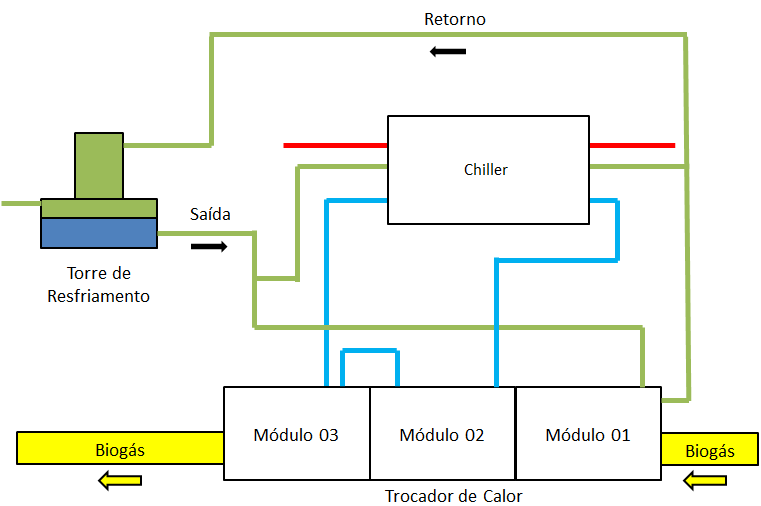 Retorno
Chiller
Saída
Torre de
Resfriamento
Módulo 03
Módulo 02
Módulo 01
Biogás
Biogás
Trocador de Calor